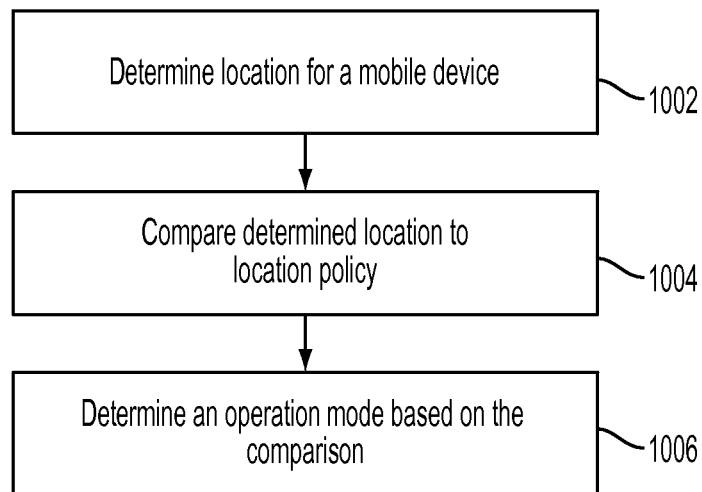 Determine location for a mobile device
1002
Compare determined location to
location policy
1004
Determine an operation mode based on the
comparison
1006